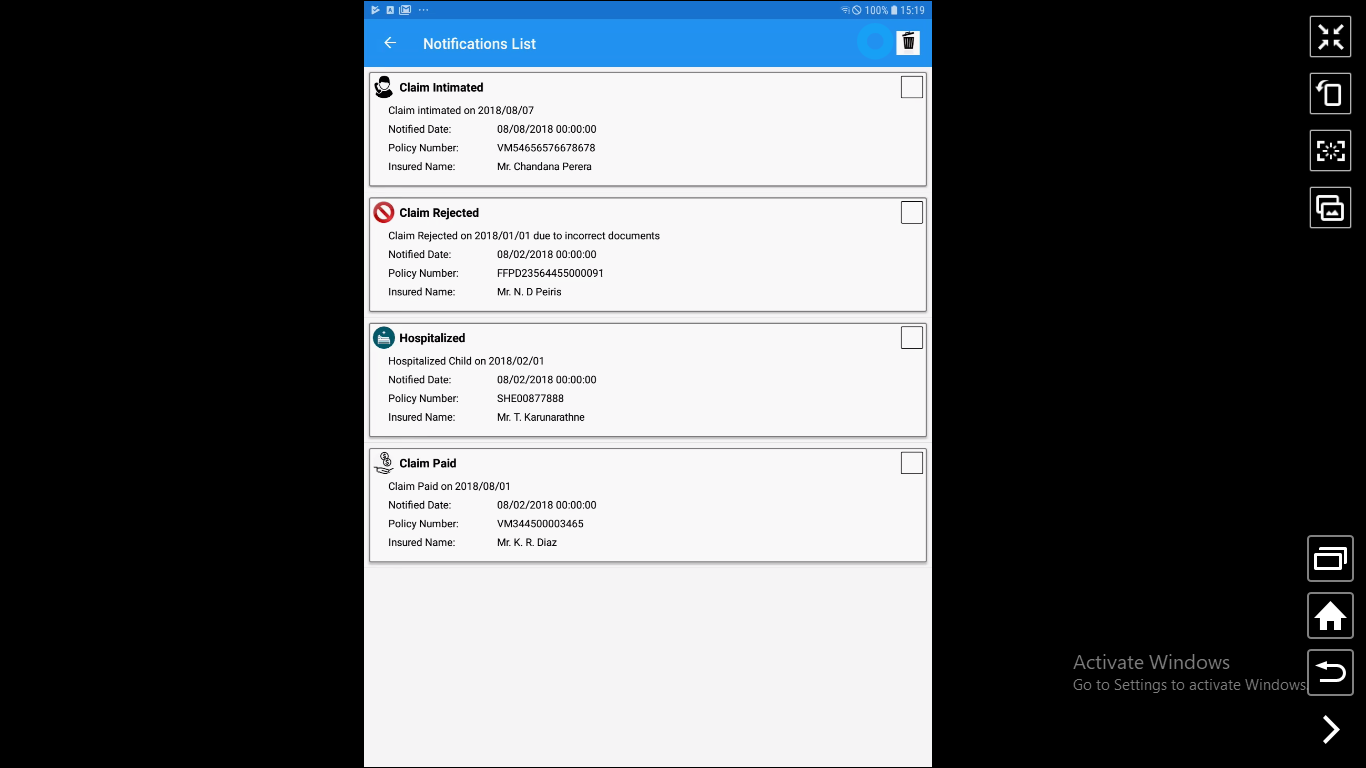 100% 15:19
Notifications List
Claim Intimated
Claim intimated on 2018/08/07
Notified Date: 08/08/2018 00:00:00
Policy Number: VM54656576678678
Insured Name: Mr. Chandana Perera
Claim Rejected
Claim Rejected on 2018/01/01 due to incorrect documents
Notified Date: 08/02/2018 00:00:00
Policy Number: FFPD23564455000091
Insured Name: Mr. N. D Peiris
Hospitalized
Hospitalized Child on 2018/02/01
Notified Date: 08/02/2018 00:00:00
Policy Number: SHE00877888
Insured Name: Mr. T. Karunarathne
Claim Paid
Claim Paid on 2018/08/01
Notified Date: 08/02/2018 00:00:00
Policy Number: VM344500003465
Insured Name: Mr. K. R. Diaz
Activate Windows
Go to Settings to activate Windows